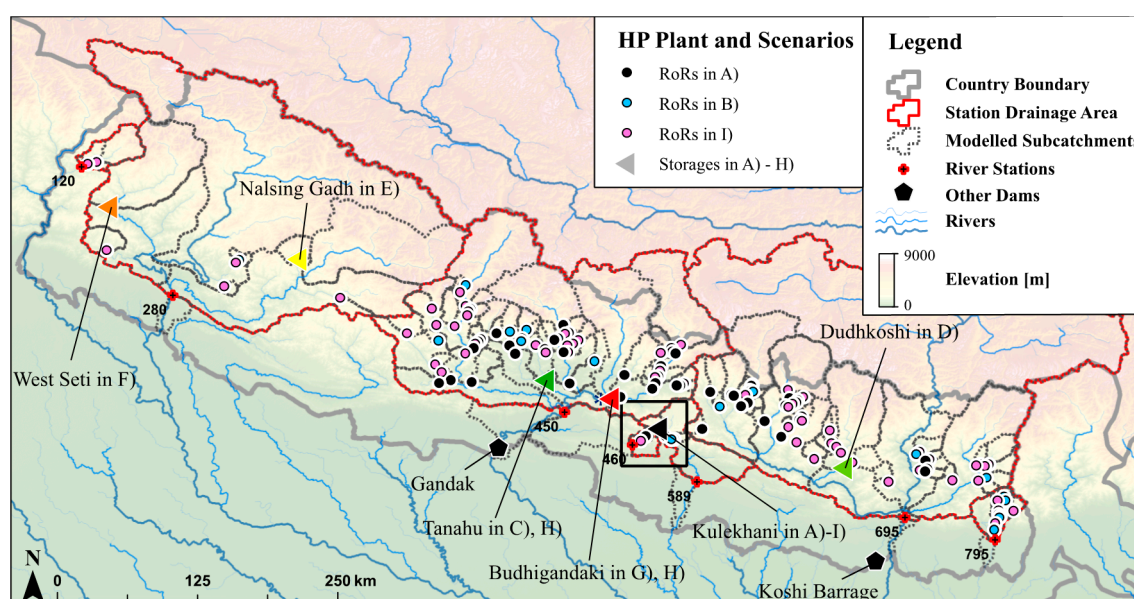 HP Plant and Scenarios
RoRs in A)
RoRs in B)
RoRs in I)
Storages in A) - H)
Legend
Country Boundary
Station Drainage Area
Modelled Subcatchments
River Stations
Other Dams
Rivers
9000
Elevation [m]
0
120
Nalsing Gadh in E)
280
West Seti in F)
Dudhkoshi in D)
450
460
Gandak
589
Tanahu in C), H)
Kulekhani in A)-I)
695
795
Budhigandaki in G), H)
Koshi Barrage
N
0
125
250 km